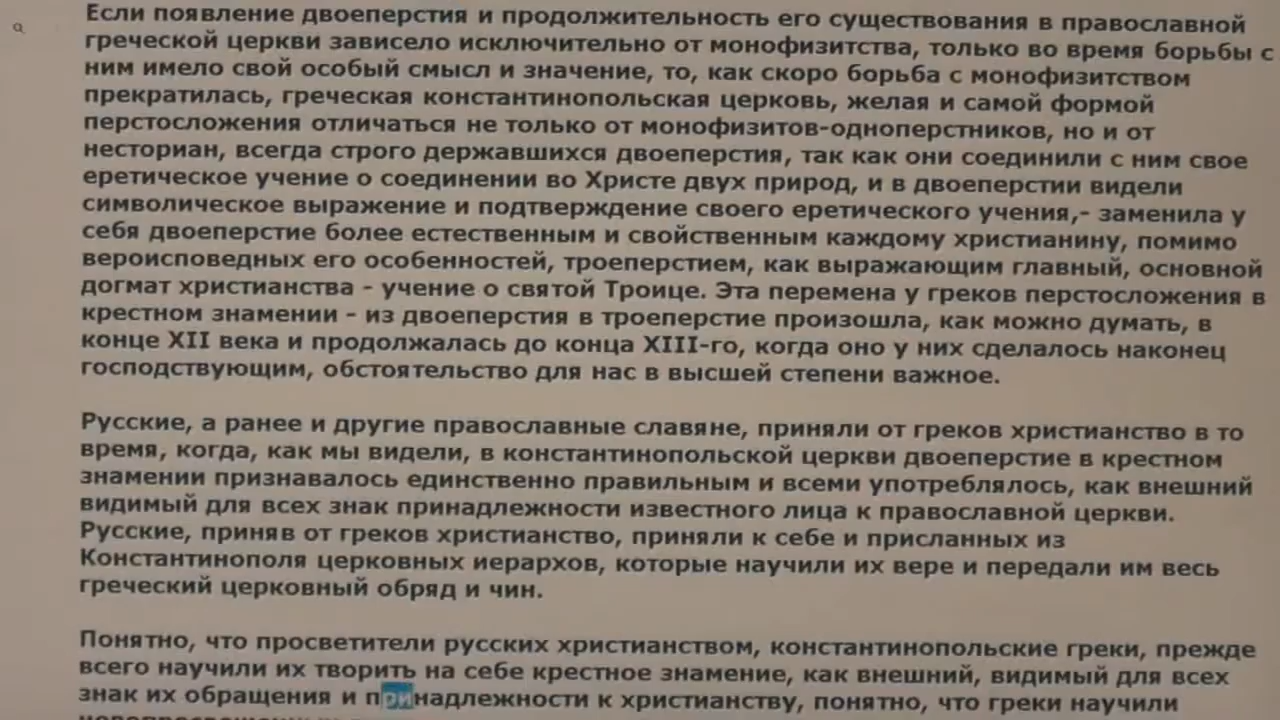 Если появление двоеперстия и продолжительность его существования в православной
греческой церкви зависело исключительно от монофизитства, только во время борьбы с
ним имело свой особый смысл и значение, то, как скоро борьба с монофизитством
прекратилась, греческая константинопольская церковь, желая и самой формой
перстосложения отличаться не только от монофизитов-одноперстников, но и от
несториан, всегда строго державшихся двоеперстия, так как они соединили с ним свое
еретическое учение о соединении во Христе двух природ, и в двоеперстии видели
символическое выражение и подтверждение своего еретического учения,- заменила у
себя двоеперстие более естественным и свойственным каждому христианину, помимо
вероисповедных его особенностей, троеперстием, как выражающим главный, основной
догмат христианства - учение о святой Троице. Эта перемена у греков перстосложения в
крестном знамении - из двоеперстия в троеперстие произошла, как можно думать, в
конце XII века и продолжалась до конца XIII-го, когда оно у них сделалось наконец
господствующим, обстоятельство для нас в высшей степени важное.
Русские, а ранее и другие православные славяне, приняли от греков христианство в то
время, когда, как мы видели, в константинопольской церкви двоеперстие в крестном
знамении признавалось единственно правильным и всеми употреблялось, как внешний
видимый для всех знак принадлежности известного лица к православной церкви.
Русские, приняв от греков христианство, приняли к себе и присланных из
Константинополя церковных иерархов, которые научили их вере и передали им весь
греческий церковный обряд и чин.
Понятно, что просветители русских христианством, константинопольские греки, прежде
всего научили их творить на себе крестное знамение, как внешний, видимый для всех
знак их обращения и принадлежности к христианству, понятно, что греки научили